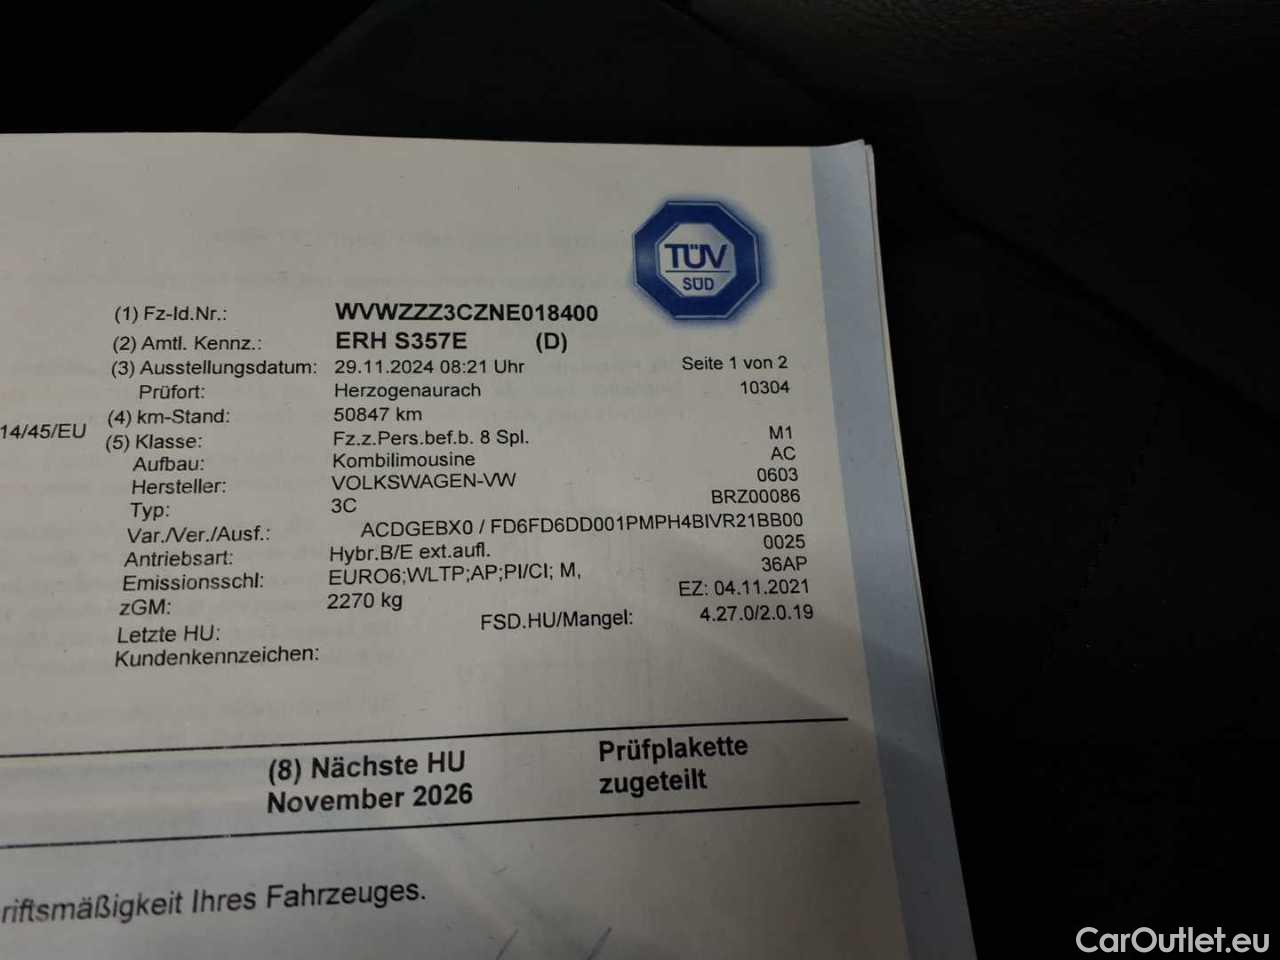 TÜV
SÜD
(1) Fz-Id.Nr.: WVWZZZ3CZNE018400
(2) Amtl. Kennz.: ERH S357E (D)
(3) Ausstellungsdatum: 29.11.2024 08:21 Uhr Seite 1 von 2
Prüfort: Herzogenaurach 10304
(4) km-Stand: 50847 km
14/45/EU
(5) Klasse: Fz.z.Pers.bef.b. 8 Spl. M1
Aufbau: Kombilimousine AC
Hersteller: VOLKSWAGEN-VW 0603
Typ: 3C BRZ00086
Var./Ver./Ausf.: ACDGEBX0 / FD6FD6DD001PMPH4BIVR21BB00
Antriebsart: Hybr.B/E ext.aufl. 0025
Emissionsschl: EURO6;WLTP;AP;PI/CI; M, 36AP
zGM: 2270 kg EZ: 04.11.2021
Letzte HU: FSD.HU/Mangel: 4.27.0/2.0.19
Kundenkennzeichen:
(8) Nächste HU Prüfplakette
November 2026 zugeteilt
riftsmäßigkeit Ihres Fahrzeuges.
CarOutlet.eu